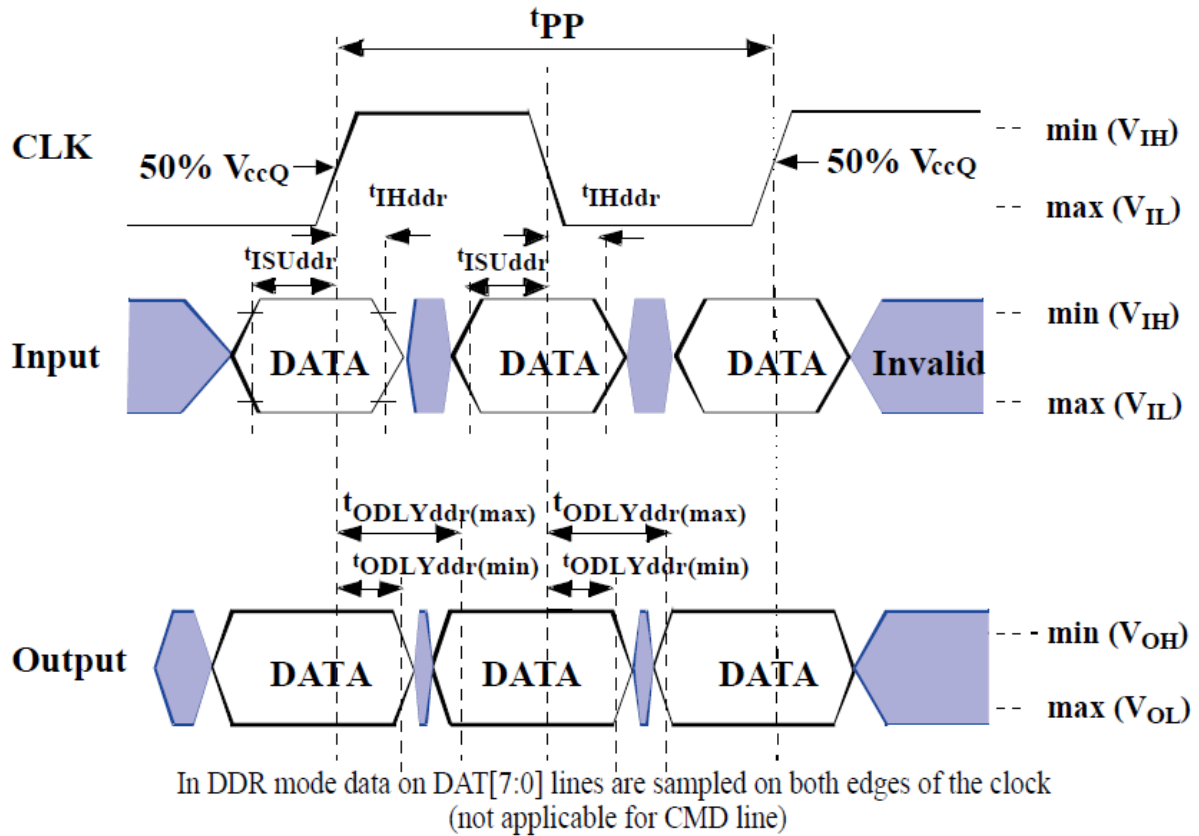 tPP
CLK
50% VccQ
50% VccQ
min (VIH)
max (VIL)
tIHddr
tIHddr
tISUddr
tISUddr
Input
DATA
DATA
DATA
Invalid
min (VIH)
max (VIL)
tODLYddr(max)
tODLYddr(max)
tODLYddr(min)
tODLYddr(min)
Output
DATA
DATA
DATA
min (VOH)
max (VOL)
In DDR mode data on DAT[7:0] lines are sampled on both edges of the clock
(not applicable for CMD line)